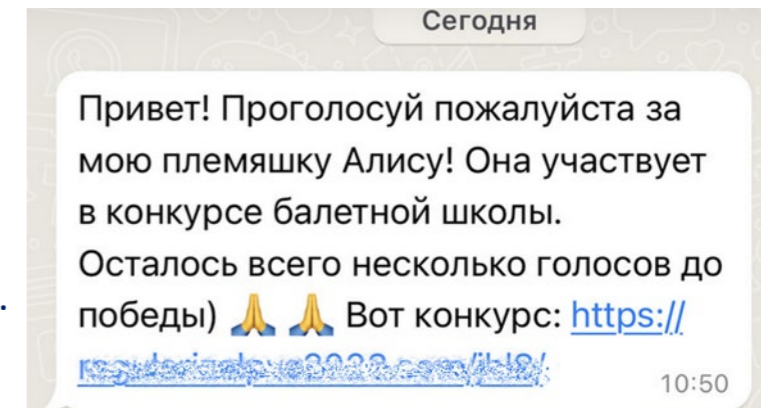 Сегодня
Привет! Проголосуй пожалуйста за
мою племяшку Алису! Она участвует
в конкурсе балетной школы.
Осталось всего несколько голосов до
победы) 🙏 🙏 Вот конкурс: https://
10:50